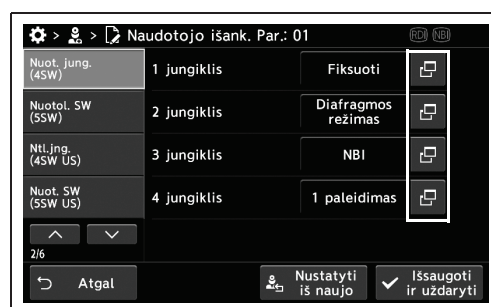 > > Naudotojo išank. Par.: 01 RDI NBI
Nuot. jung.
(4SW)
1 jungiklis Fiksuoti
Nuotol. SW
(5SW)
2 jungiklis Diafragmos
režimas
Ntl.jng.
(4SW US)
3 jungiklis NBI
Nuot. SW
(5SW US)
4 jungiklis 1 paleidimas
2/6
Atgal
Nustatyti
iš naujo
Išsaugoti
ir uždaryti